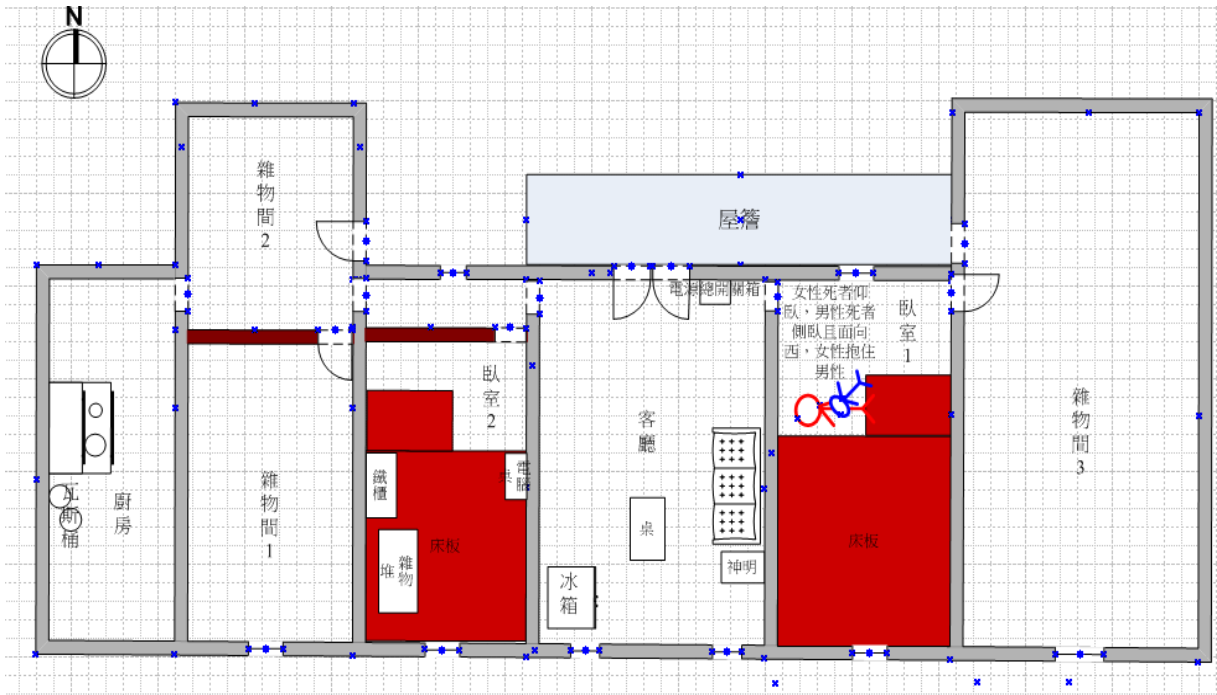 N
雜物間2
屋簷
電源總開關箱
女性死者仰
臥，男性死者
側臥且面向
西，女性抱住
男性
臥室1
臥室2
客廳
雜物間3
鐵櫃
電腦
桌
瓦斯桶
廚房
雜物間1
床板
雜物
堆
桌
冰箱
神明
床板